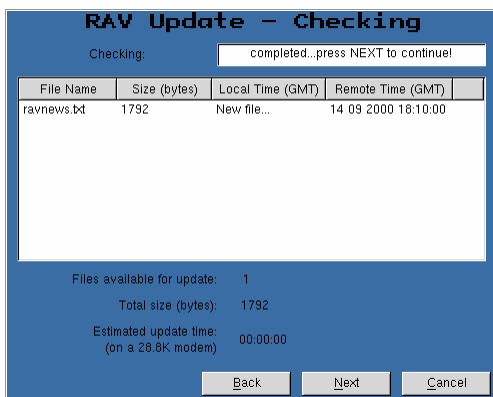 RAV Update - Checking
Checking: completed...press NEXT to continue!
File Name Size (bytes) Local Time (GMT) Remote Time (GMT)
ravnews.txt 1792 New file... 14 09 2000 18:10:00
Files available for update: 1
Total size (bytes): 1792
Estimated update time:
(on a 28.8K modem) 00:00:00
Back Next Cancel